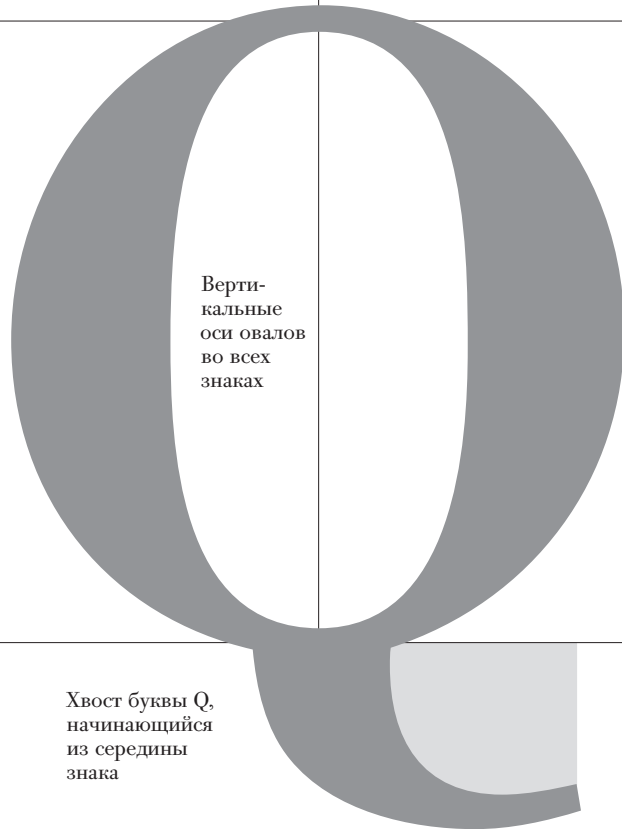 Верти-
кальные
оси овалов
во всех
знаках
Хвост буквы Q,
начинающийся
из середины
знака